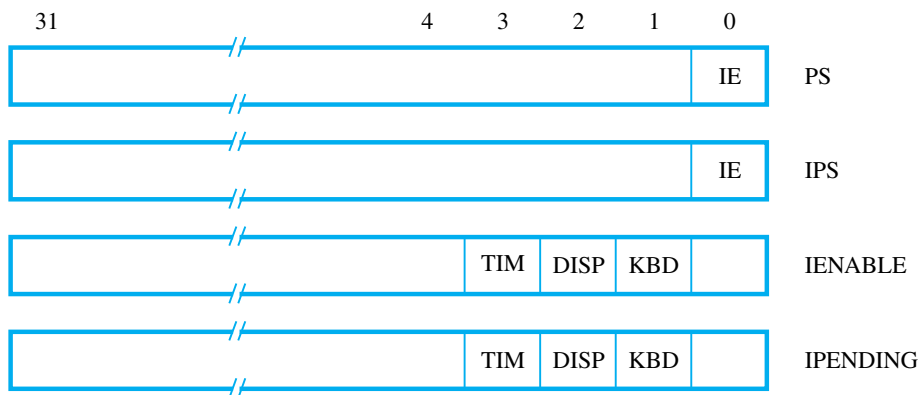 31 4 3 2 1 0
IE PS
IE IPS
TIM DISP KBD IENABLE
TIM DISP KBD IPENDING